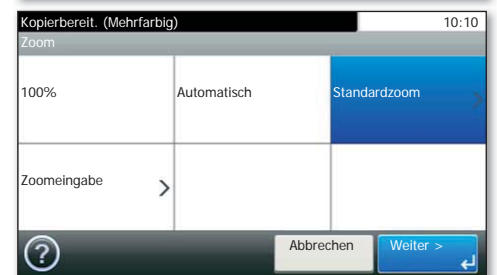 Kopierbereit. (Mehrfarbig) 10:10
Zoom
100% Automatisch Standardzoom >
Zoomeingabe >
? Abbrechen Weiter >